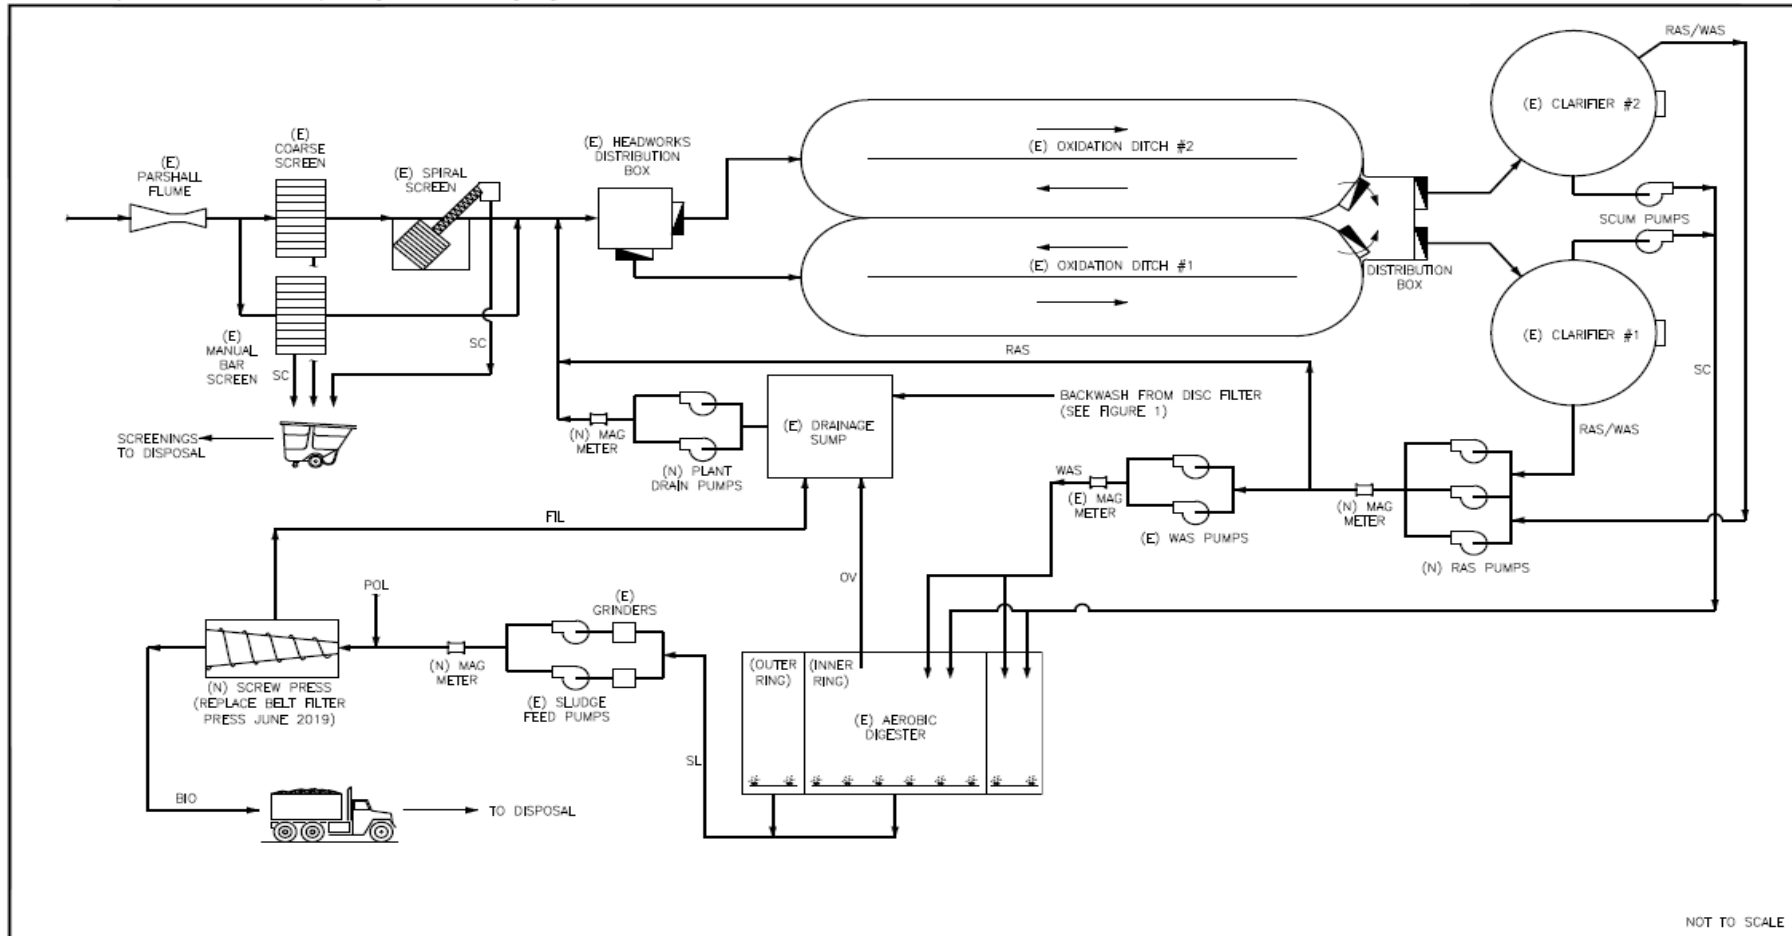 RAS/WAS
(E) CLARIFIER #2
(E)
COARSE
SCREEN
(E)
PARSHALL
FLUME
(E) SPIRAL
SCREEN
(E) HEADWORKS
DISTRIBUTION
BOX
(E) OXIDATION DITCH #2
SCUM PUMPS
(E) OXIDATION DITCH #1
DISTRIBUTION
BOX
(E) CLARIFIER #1
(E)
MANUAL
BAR
SCREEN
SC
SC
RAS
SC
BACKWASH FROM DISC FILTER
(SEE FIGURE 1)
(E) DRAINAGE
SUMP
(N) MAG
METER
(N) PLANT
DRAIN PUMPS
SCREENINGS
TO DISPOSAL
RAS/WAS
WAS
(E) MAG
METER
(E) WAS PUMPS
(N) MAG
METER
(N) RAS PUMPS
FIL
OV
POL
(E)
GRINDERS
(N) MAG
METER
(E) SLUDGE
FEED PUMPS
(N) SCREW PRESS
(REPLACE BELT FILTER
PRESS JUNE 2019)
(OUTER
RING)
(INNER
RING)
(E) AEROBIC
DIGESTER
SL
BIO
TO DISPOSAL
NOT TO SCALE